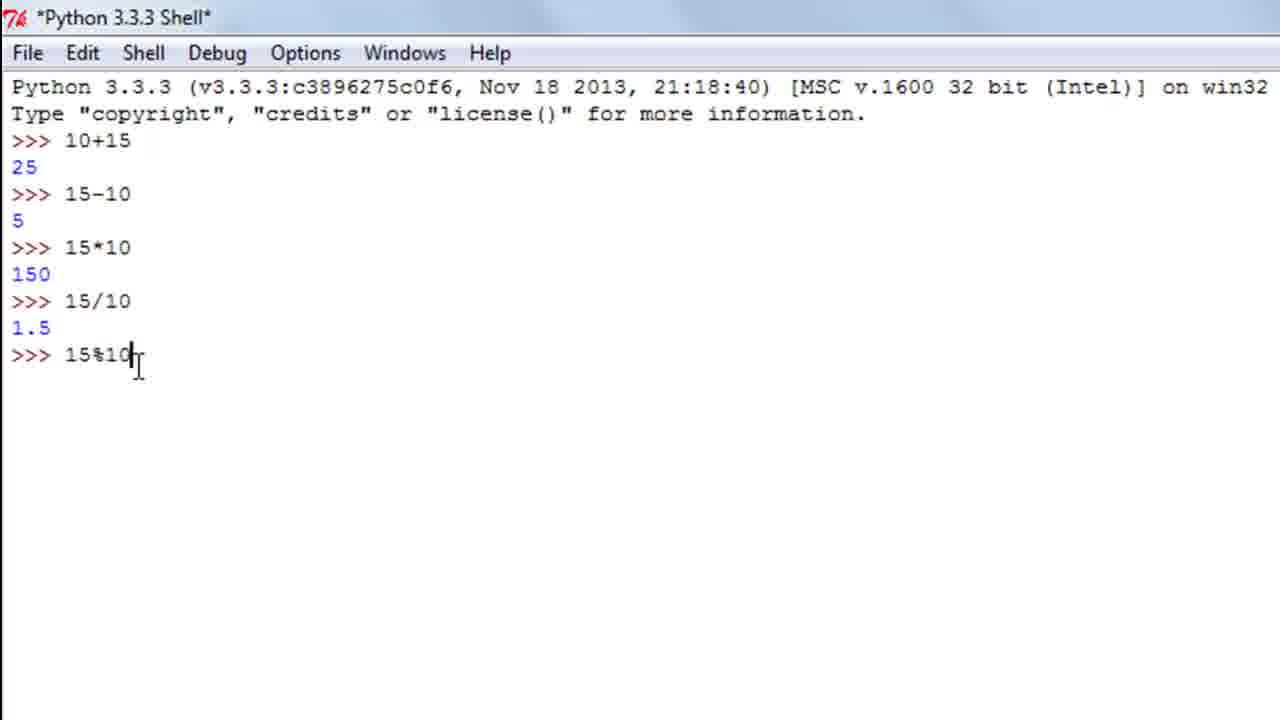 *Python 3.3.3 Shell*
File Edit Shell Debug Options Windows Help
Python 3.3.3 (v3.3.3:c3896275c0f6, Nov 18 2013, 21:18:40) [MSC v.1600 32 bit (Intel)] on win32
Type "copyright", "credits" or "license()" for more information.
>>> 10+15
25
>>> 15-10
5
>>> 15*10
150
>>> 15/10
1.5
>>> 15%10